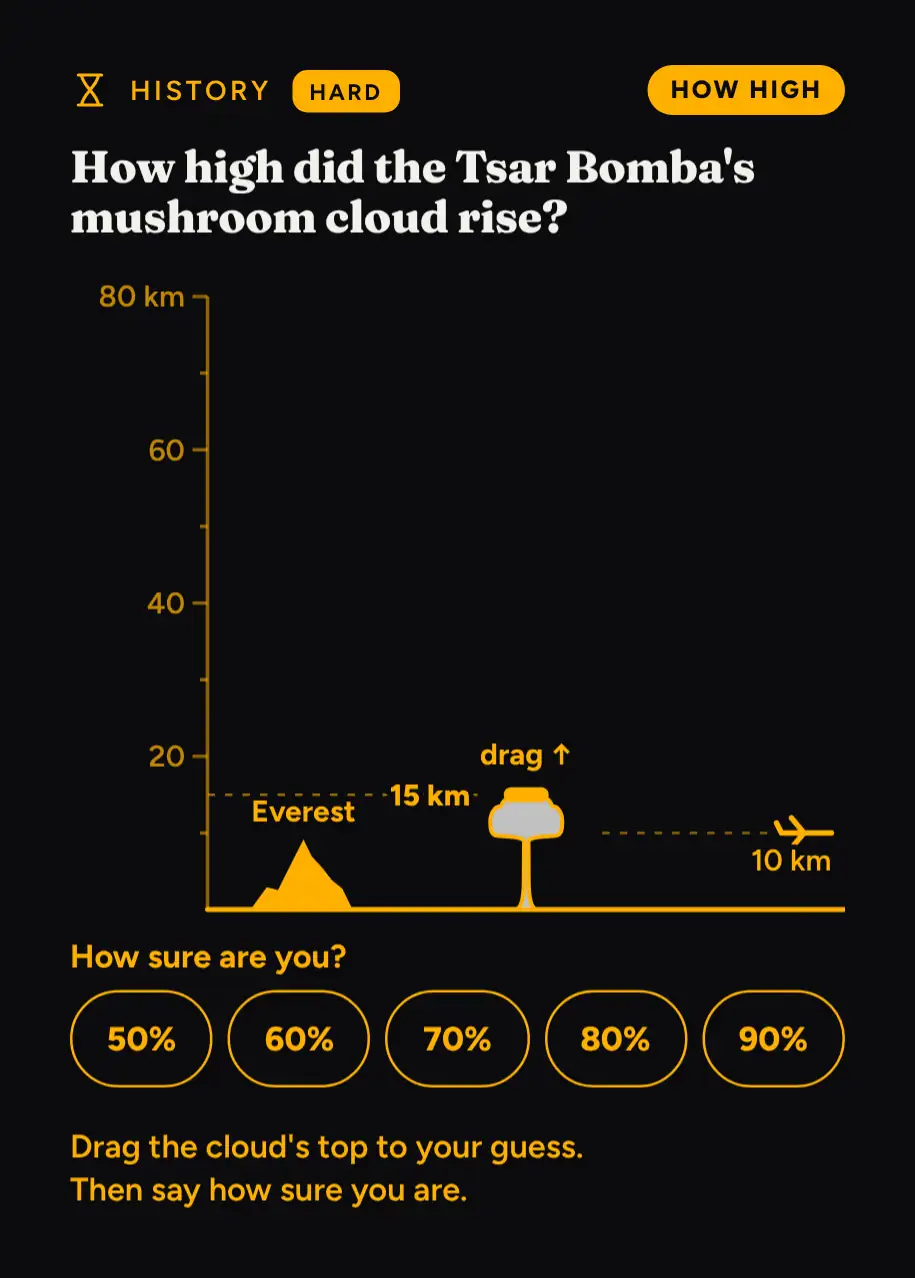 HISTORY HARD HOW HIGH
How high did the Tsar Bomba's
mushroom cloud rise?
80 km
60
40
20
drag ↑
15 km
Everest
10 km
How sure are you?
50% 60% 70% 80% 90%
Drag the cloud's top to your guess.
Then say how sure you are.